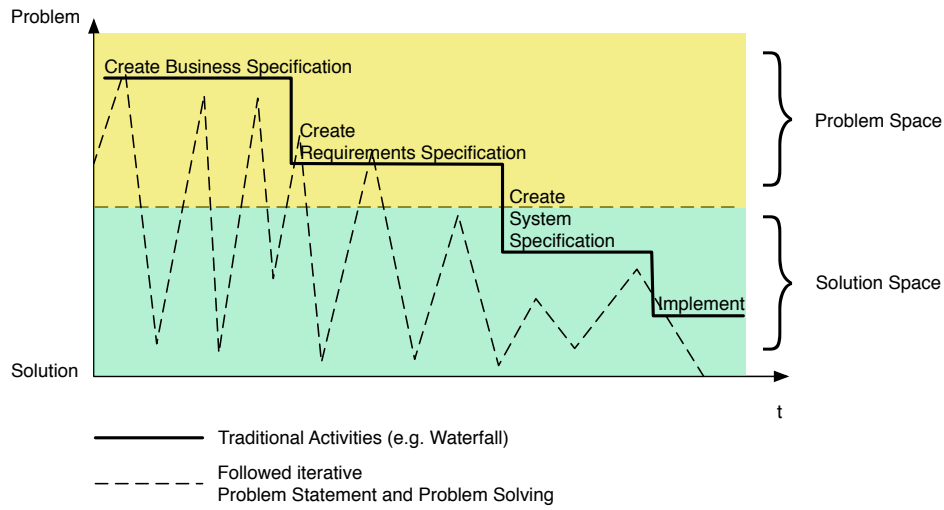 Problem
Create Business Specification
Create
Requirements Specification
Problem Space
Create
System
Specification
Solution Space
Implement
Solution
t
Traditional Activities (e.g. Waterfall)
Followed iterative
Problem Statement and Problem Solving